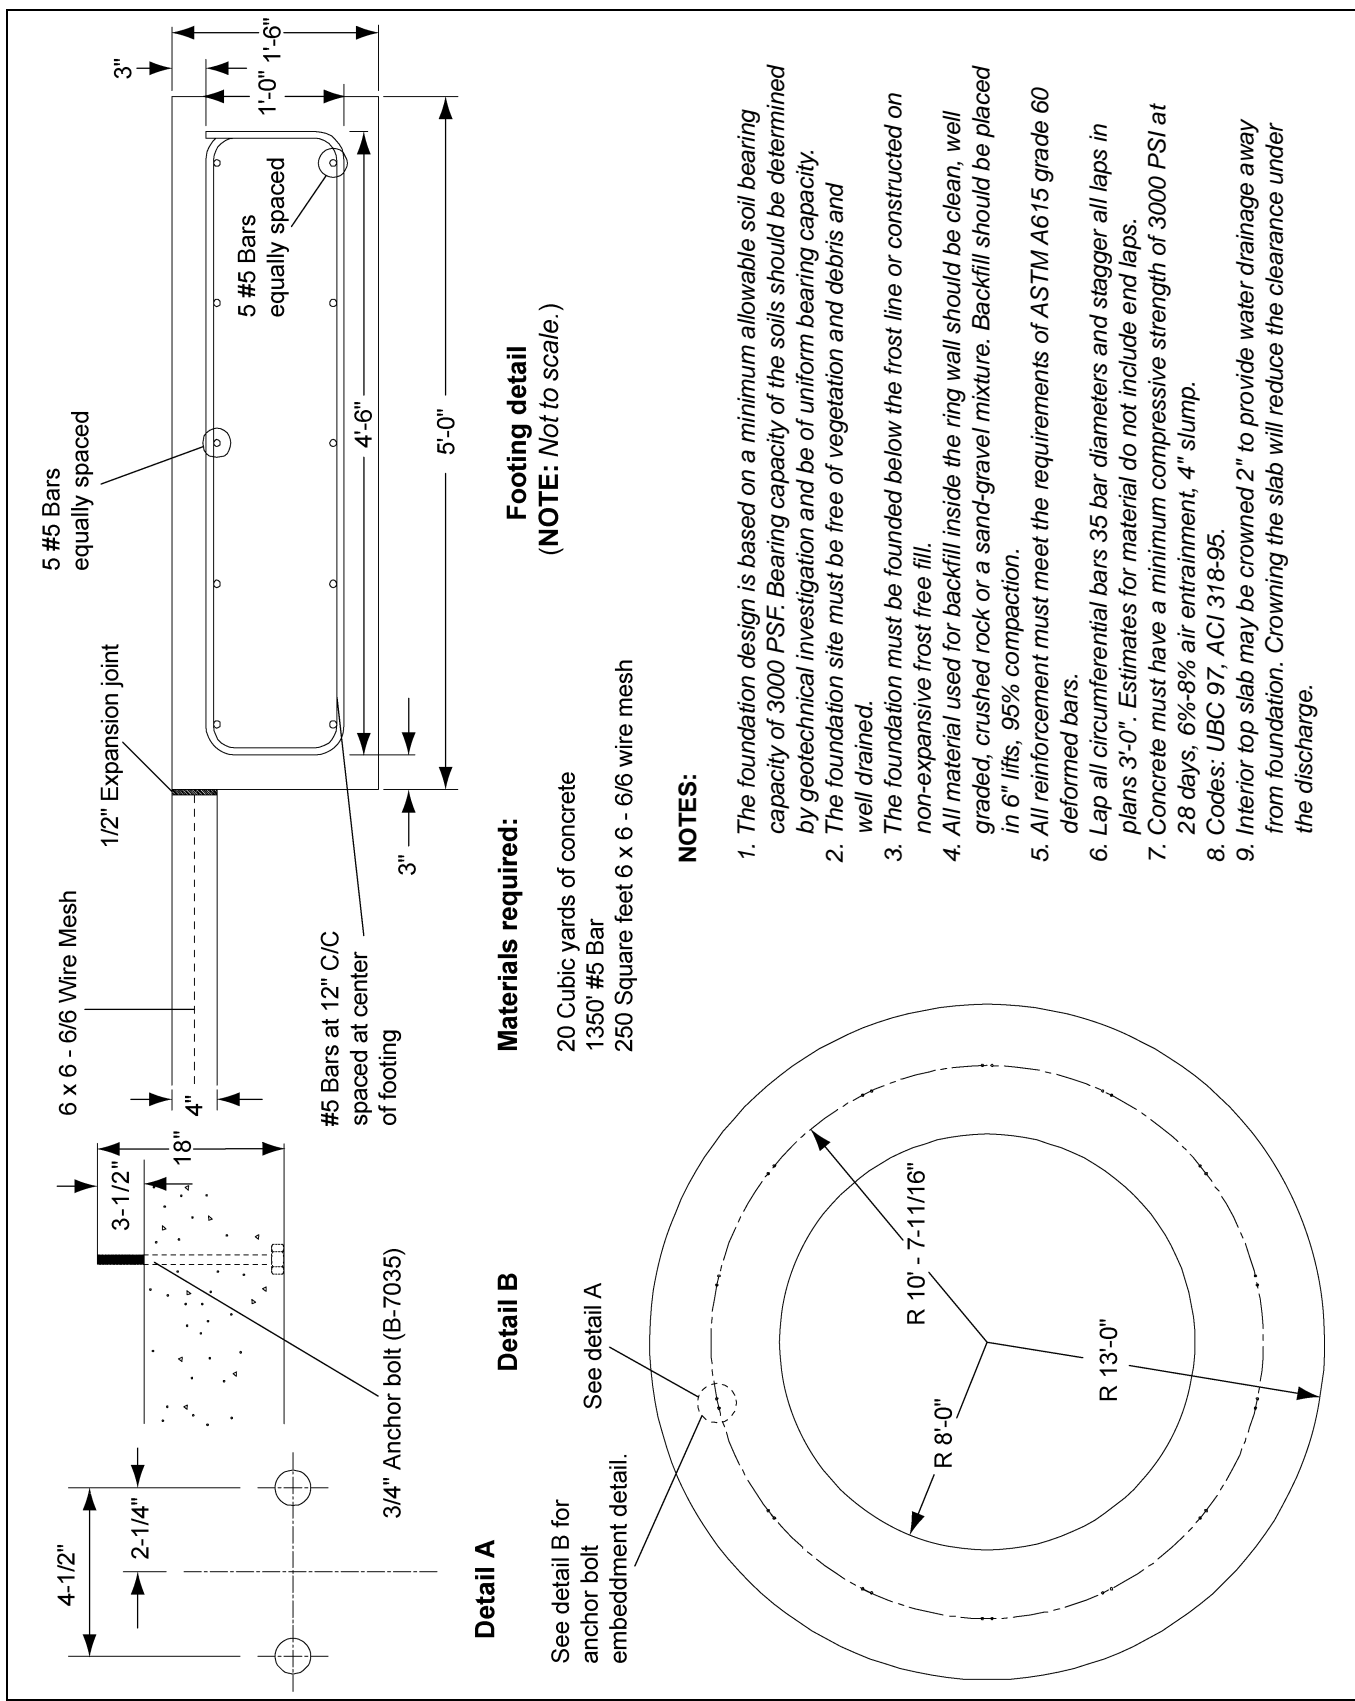 6 x 6 - 6/6 Wire Mesh
1/2" Expansion joint
5 #5 Bars
equally spaced
5 #5 Bars
equally spaced
3"
1'-0"
1'-6"
4'-6"
5'-0"
3"
4"
#5 Bars at 12" C/C
spaced at center
of footing
Footing detail
(NOTE: Not to scale.)
4-1/2"
2-1/4"
Detail A
3-1/2"
18"
3/4" Anchor bolt (B-7035)
Detail B
Materials required:
20 Cubic yards of concrete
1350' #5 Bar
250 Square feet 6 x 6 - 6/6 wire mesh
See detail B for
anchor bolt
embeddment detail.
See detail A
R 8'-0"
R 10' - 7-11/16"
R 13'-0"
NOTES:
1. The foundation design is based on a minimum allowable soil bearing
capacity of 3000 PSF. Bearing capacity of the soils should be determined
by geotechnical investigation and be of uniform bearing capacity.
2. The foundation site must be free of vegetation and debris and
well drained.
3. The foundation must be founded below the frost line or constructed on
non-expansive frost free fill.
4. All material used for backfill inside the ring wall should be clean, well
graded, crushed rock or a sand-gravel mixture. Backfill should be placed
in 6" lifts, 95% compaction.
5. All reinforcement must meet the requirements of ASTM A615 grade 60
deformed bars.
6. Lap all circumferential bars 35 bar diameters and stagger all laps in
plans 3'-0". Estimates for material do not include end laps.
7. Concrete must have a minimum compressive strength of 3000 PSI at
28 days, 6%-8% air entrainment, 4" slump.
8. Codes: UBC 97, ACI 318-95.
9. Interior top slab may be crowned 2" to provide water drainage away
from foundation. Crowning the slab will reduce the clearance under
the discharge.